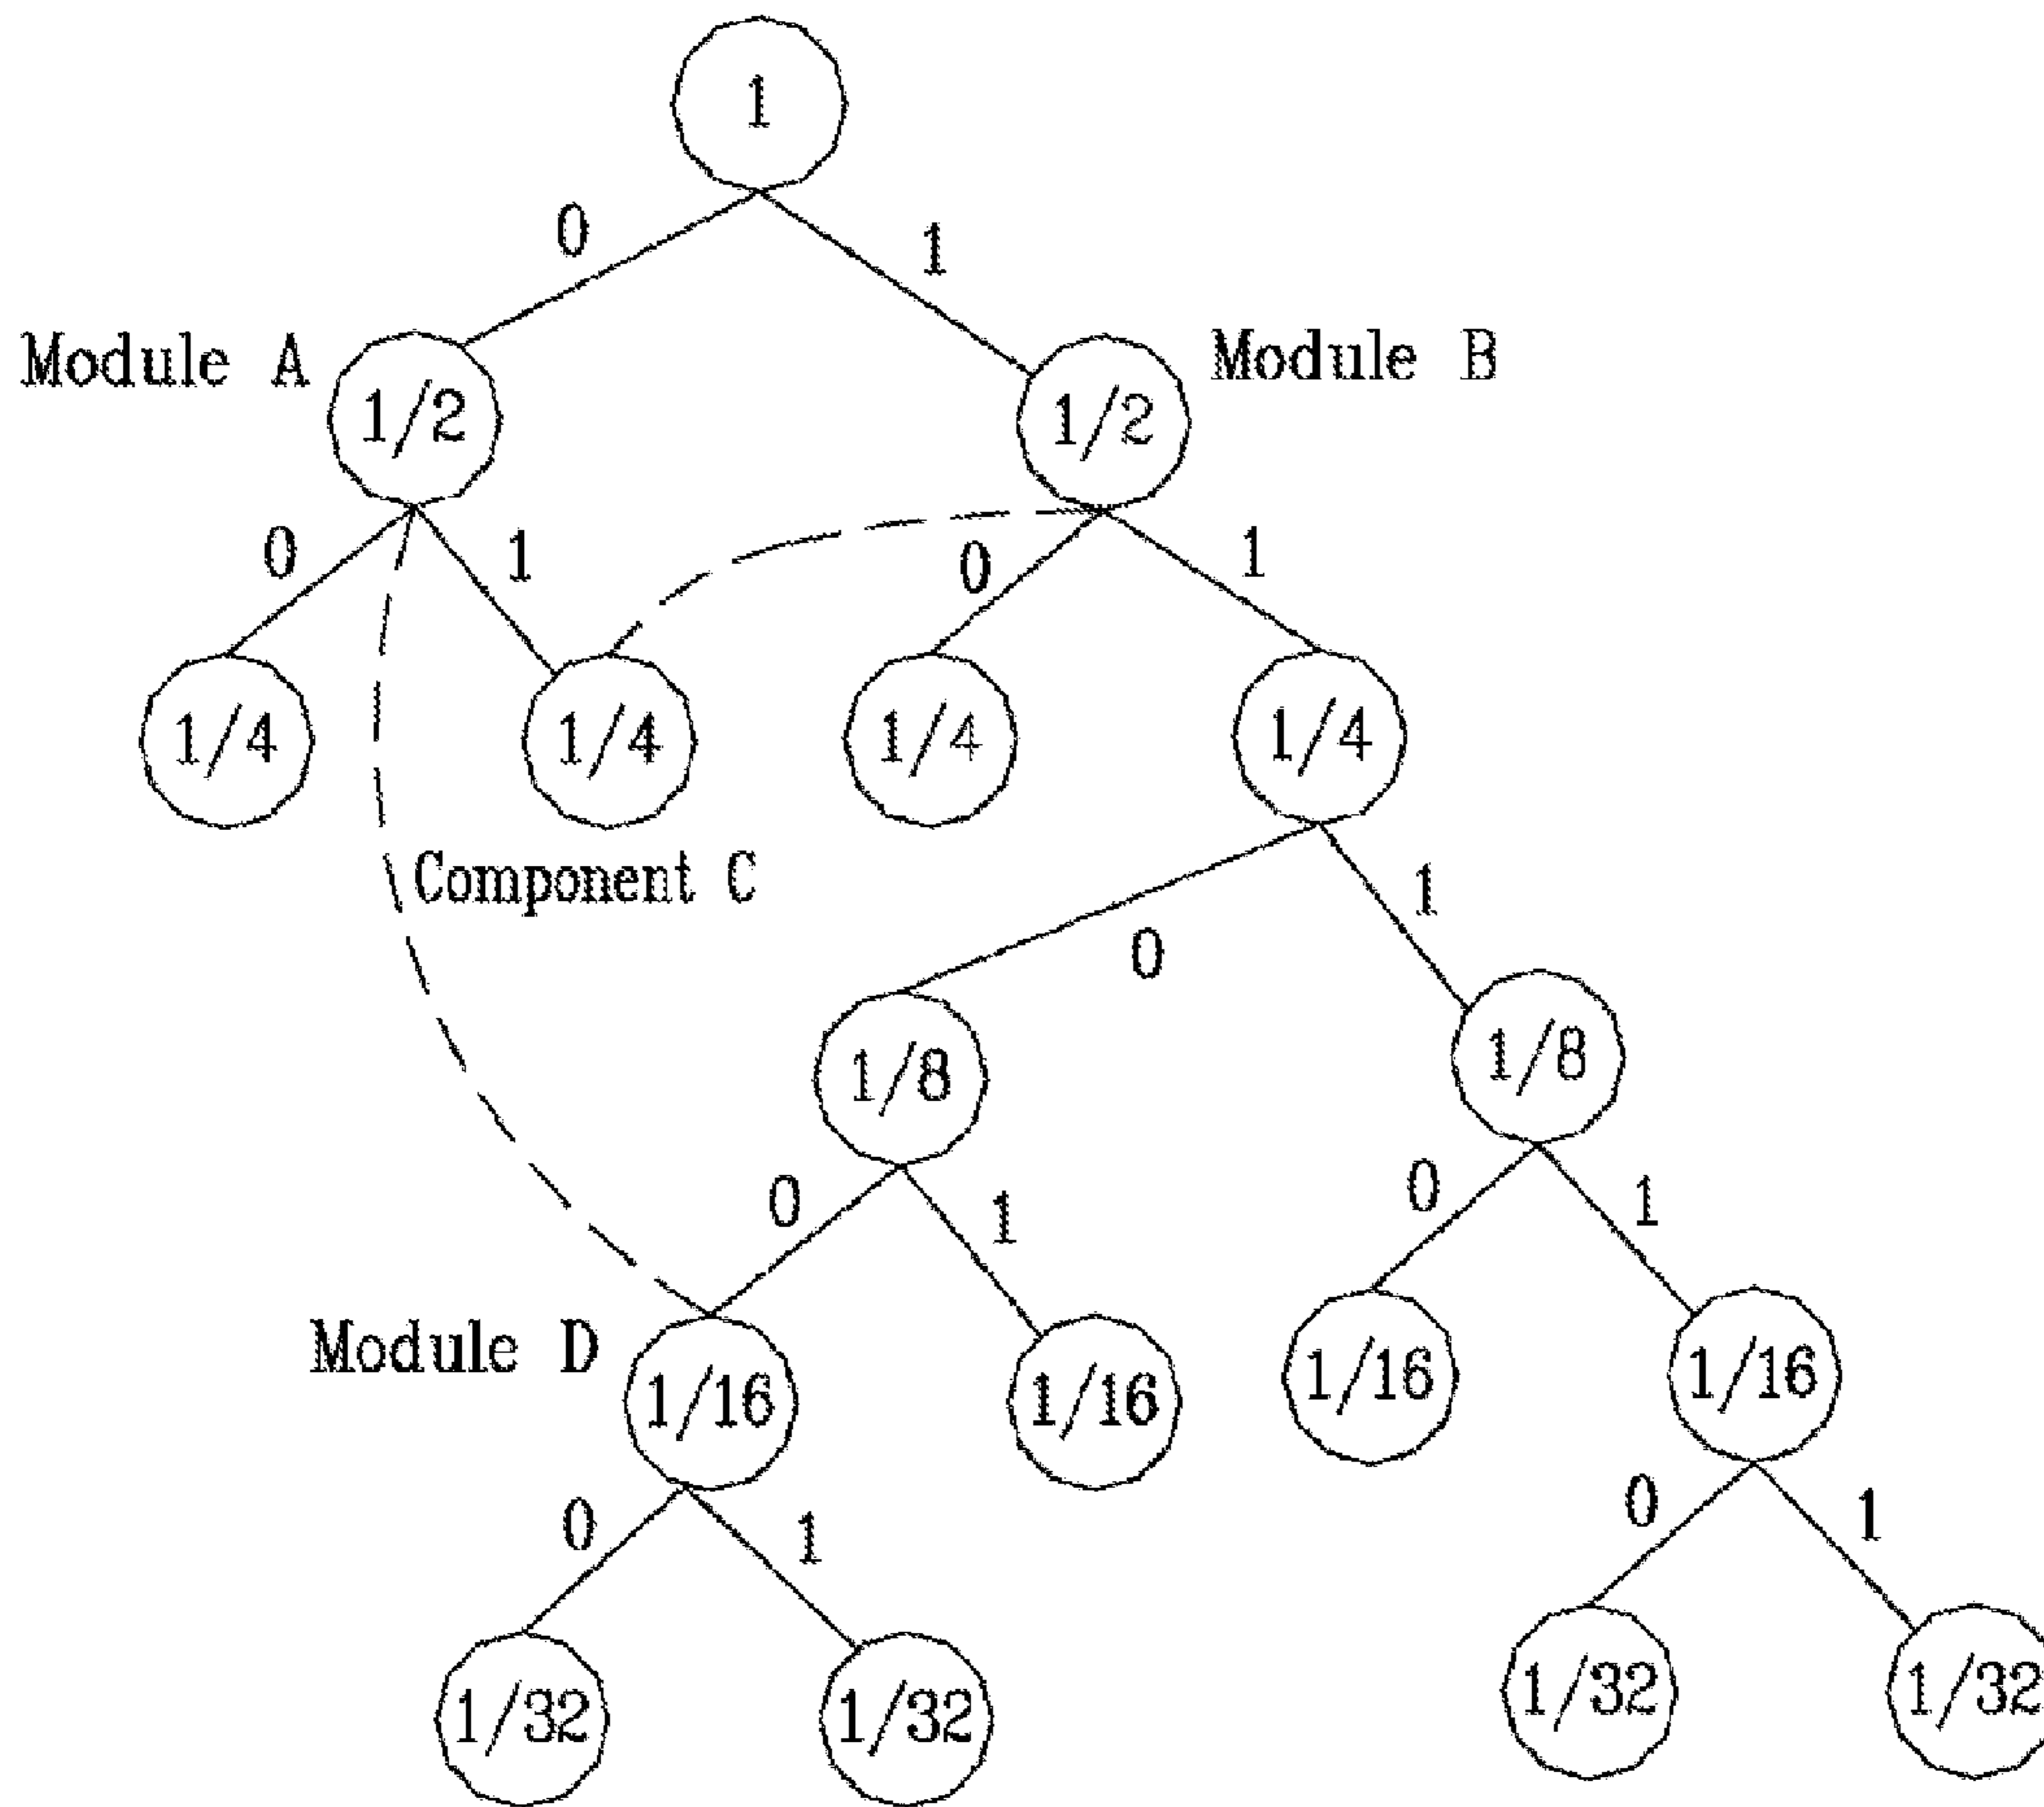 1
0 1
Module A 1/2 1/2 Module B
0 1 0 1
1/4 1/4 1/4 1/4
Component C
0 1
1/8 1/8
0 1 0 1
Module D 1/16 1/16 1/16 1/16
0 1 0 1
1/32 1/32 1/32 1/32